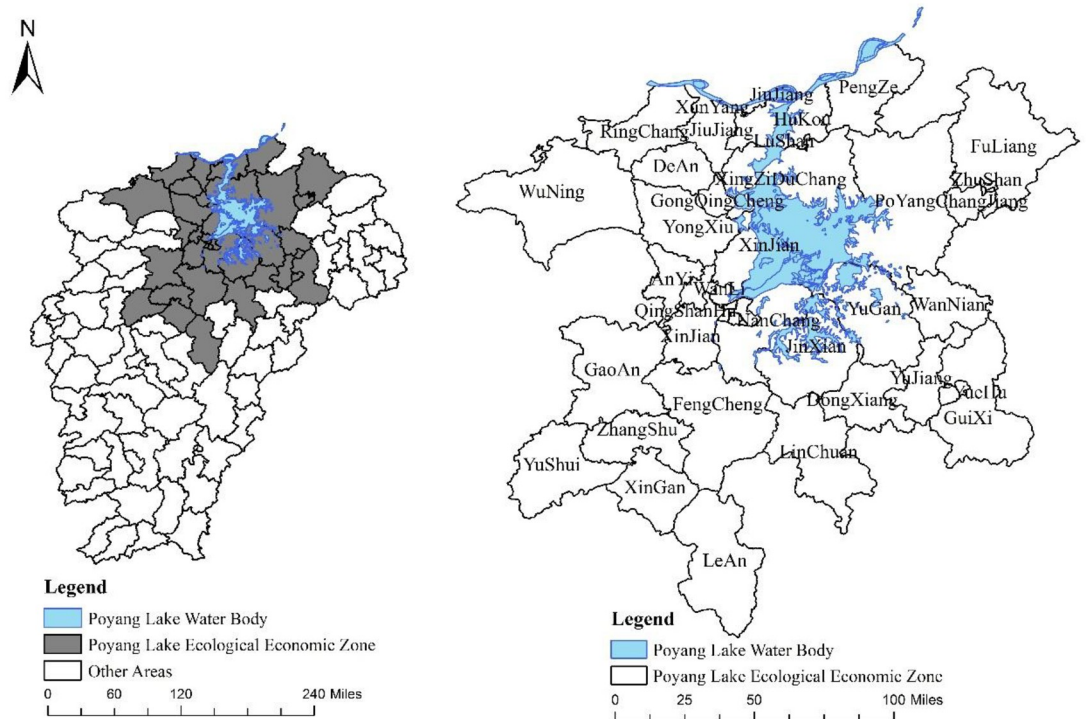 N
JiuJiang
PengZe
XunYang
HuKou
RingChang
JiuJiang
LuShan
FuLiang
DeAn
WuNing
XingZi
DuChang
ZhuShan
GongQingCheng
PoYang
ChangJiang
YongXiu
XinJian
AnYi
WanLi
QingShanHu
NanChang
YuGan
WanNian
XinJian
JinXian
GaoAn
YuJiang
FengCheng
DongXiang
GuiXi
ZhangShu
LinChuan
YuShui
XinGan
LeAn
Legend
Poyang Lake Water Body
Poyang Lake Ecological Economic Zone
Other Areas
0 60 120 240 Miles
Legend
Poyang Lake Water Body
Poyang Lake Ecological Economic Zone
0 25 50 100 Miles